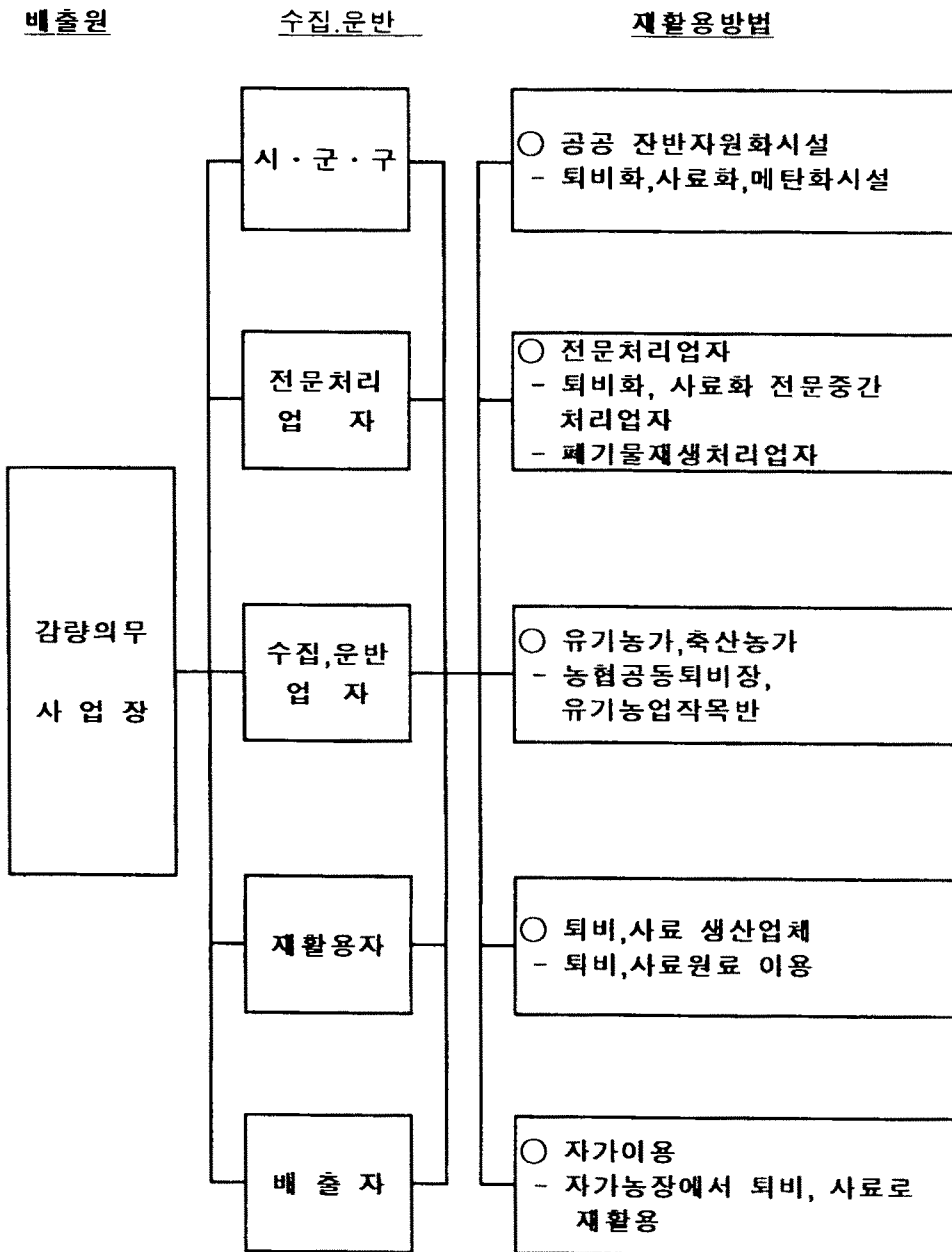 배출원 수집.운반 재활용방법
시·군·구
○ 공공 잔반자원화시설
- 퇴비화,사료화,메탄화시설
전문처리
업 자
○ 전문처리업자
- 퇴비화, 사료화 전문중간
처리업자
- 폐기물재생처리업자
감량의무
사 업 장
수집,운반
업 자
○ 유기농가,축산농가
- 농협공동퇴비장,
유기농업작목반
재활용자
○ 퇴비,사료 생산업체
- 퇴비,사료원료 이용
배 출 자
○ 자가이용
- 자가농장에서 퇴비, 사료로
재활용